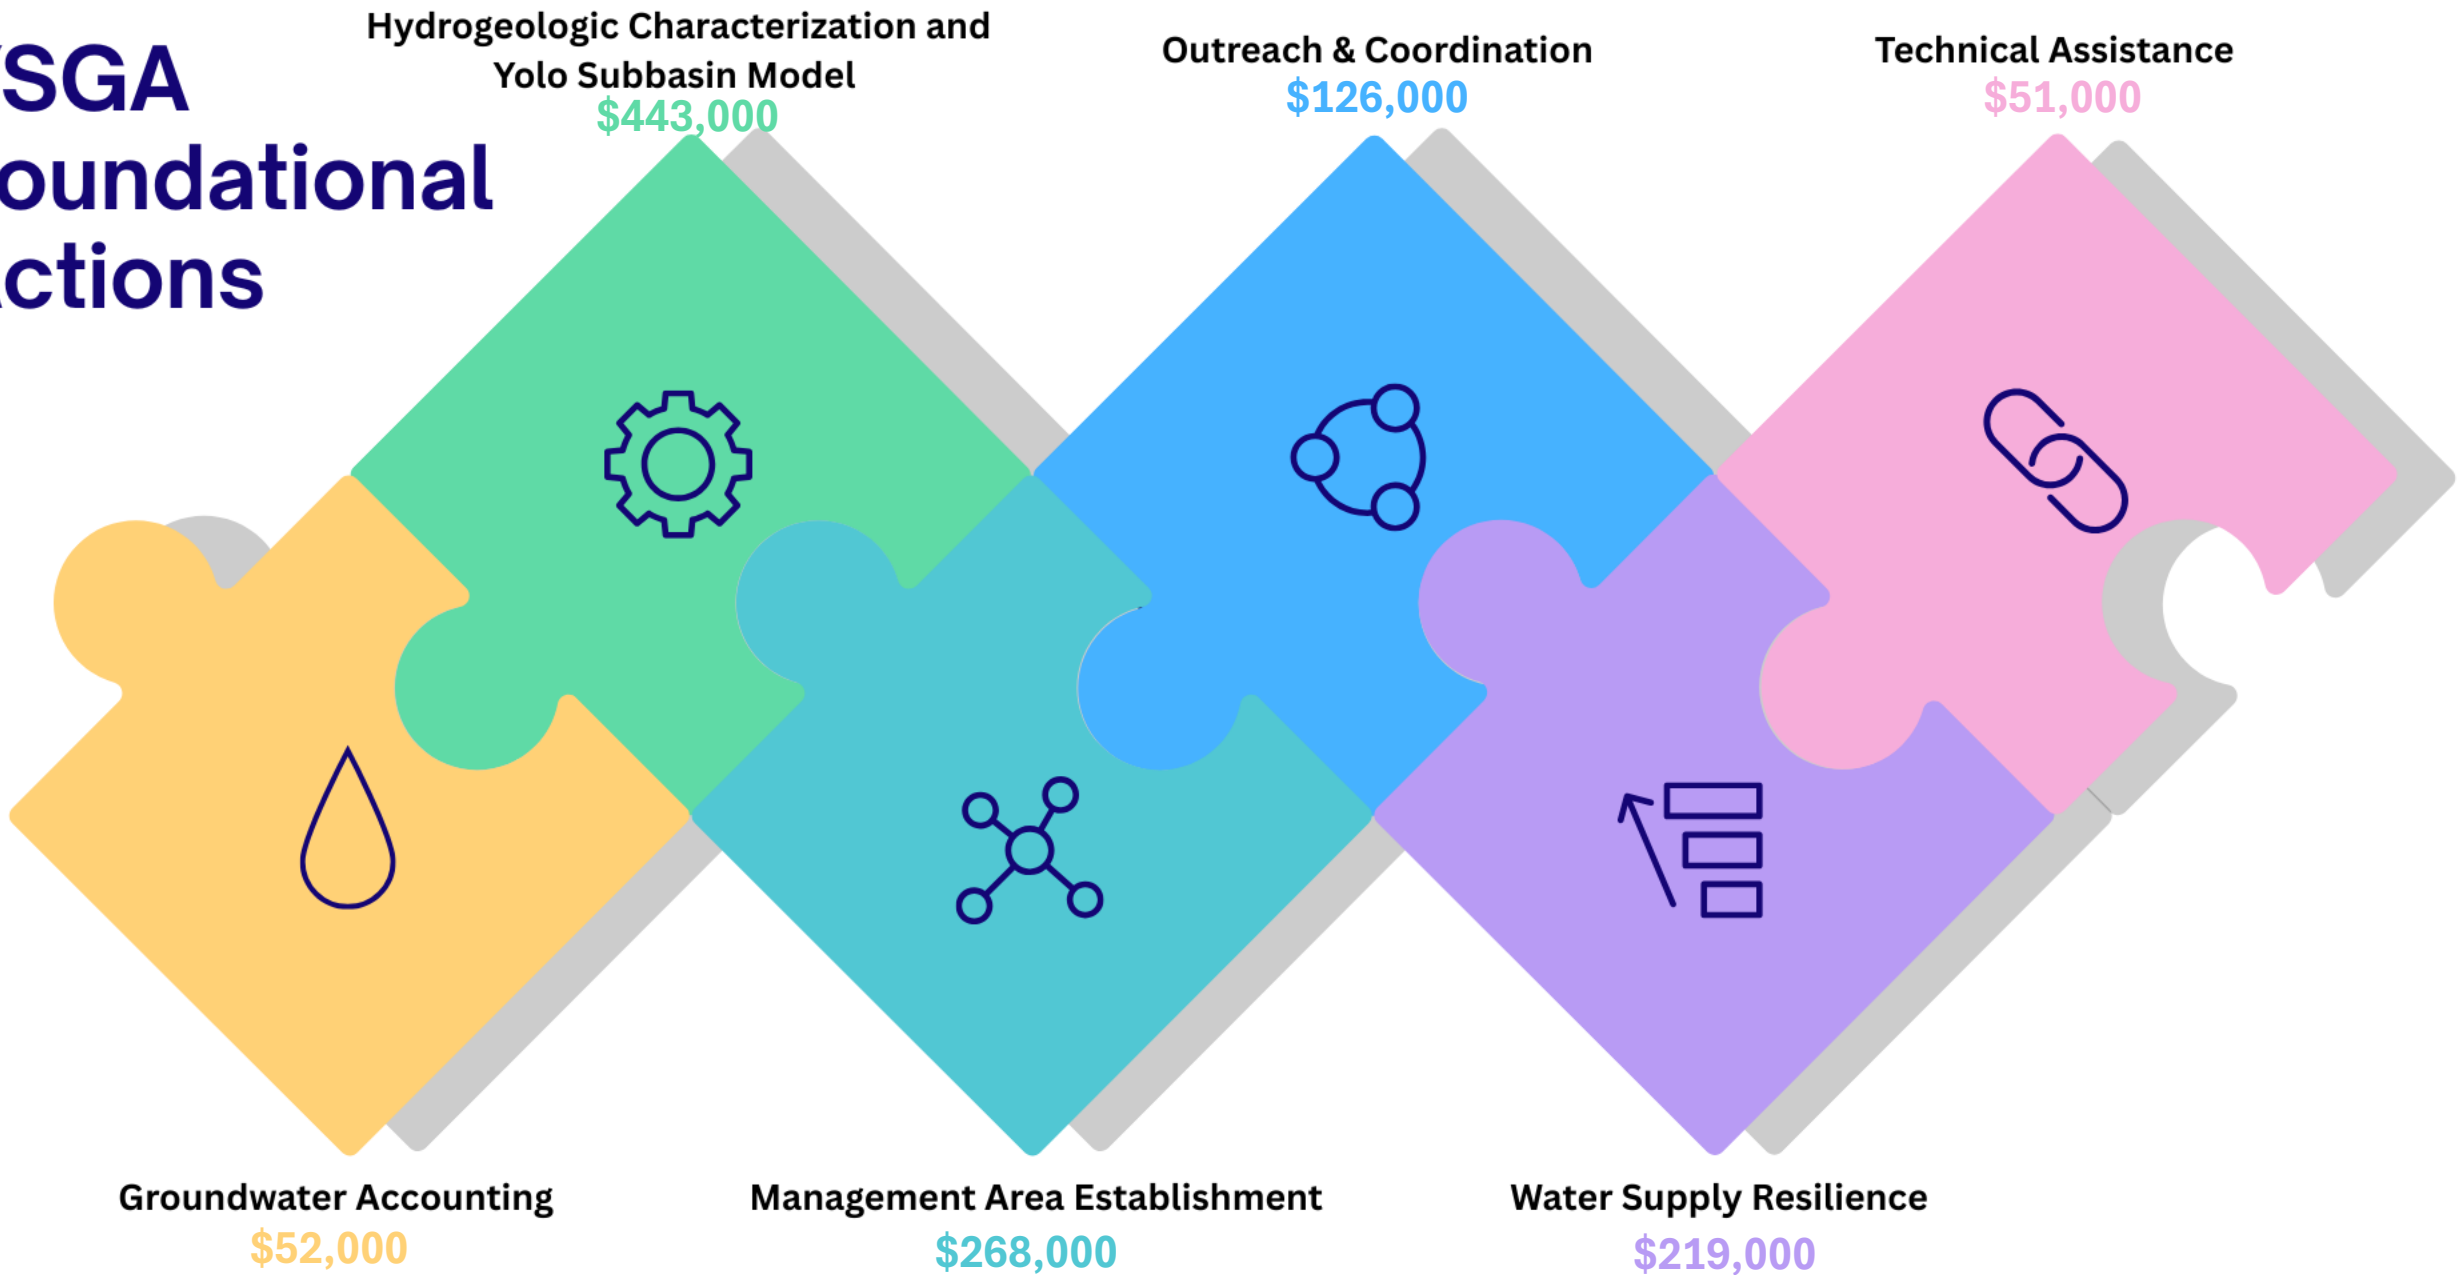 YSGA
oundational
ctions
Hydrogeologic Characterization and
Yolo Subbasin Model
$443,000
Outreach & Coordination
$126,000
Technical Assistance
$51,000
Groundwater Accounting
$52,000
Management Area Establishment
$268,000
Water Supply Resilience
$219,000